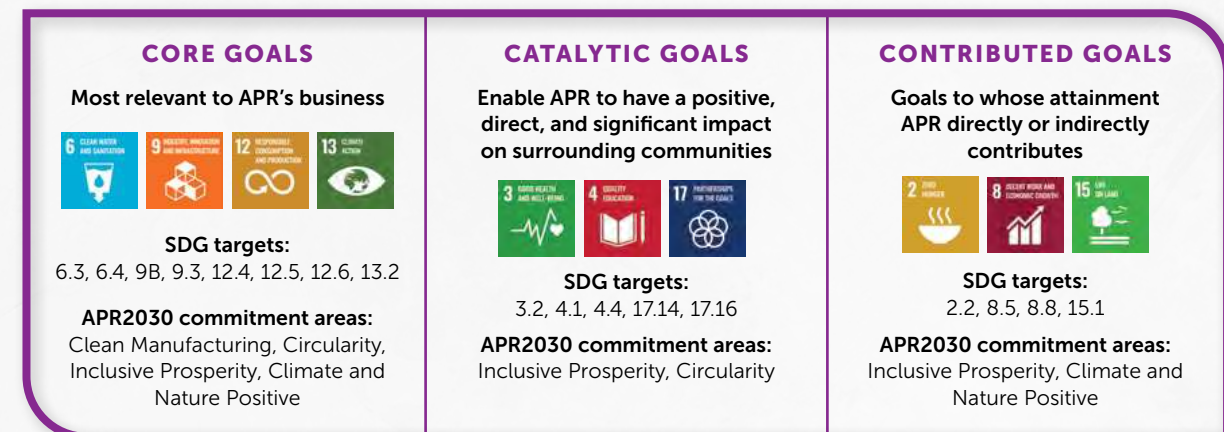 CORE GOALS
Most relevant to APR's business
6 CLEAN WATER
AND SANITATION
9 INDUSTRY, INNOVATION
AND INFRASTRUCTURE
12 RESPONSIBLE
CONSUMPTION
AND PRODUCTION
13 CLIMATE
ACTION
SDG targets:
6.3, 6.4, 9B, 9.3, 12.4, 12.5, 12.6, 13.2
APR2030 commitment areas:
Clean Manufacturing, Circularity,
Inclusive Prosperity, Climate and
Nature Positive
CATALYTIC GOALS
Enable APR to have a positive,
direct, and significant impact
on surrounding communities
3 GOOD HEALTH
AND WELL-BEING
4 QUALITY
EDUCATION
17 PARTNERSHIPS
FOR THE GOALS
SDG targets:
3.2, 4.1, 4.4, 17.14, 17.16
APR2030 commitment areas:
Inclusive Prosperity, Circularity
CONTRIBUTED GOALS
Goals to whose attainment
APR directly or indirectly
contributes
2 ZERO
HUNGER
8 DECENT WORK AND
ECONOMIC GROWTH
15 LIFE
ON LAND
SDG targets:
2.2, 8.5, 8.8, 15.1
APR2030 commitment areas:
Inclusive Prosperity, Climate and
Nature Positive